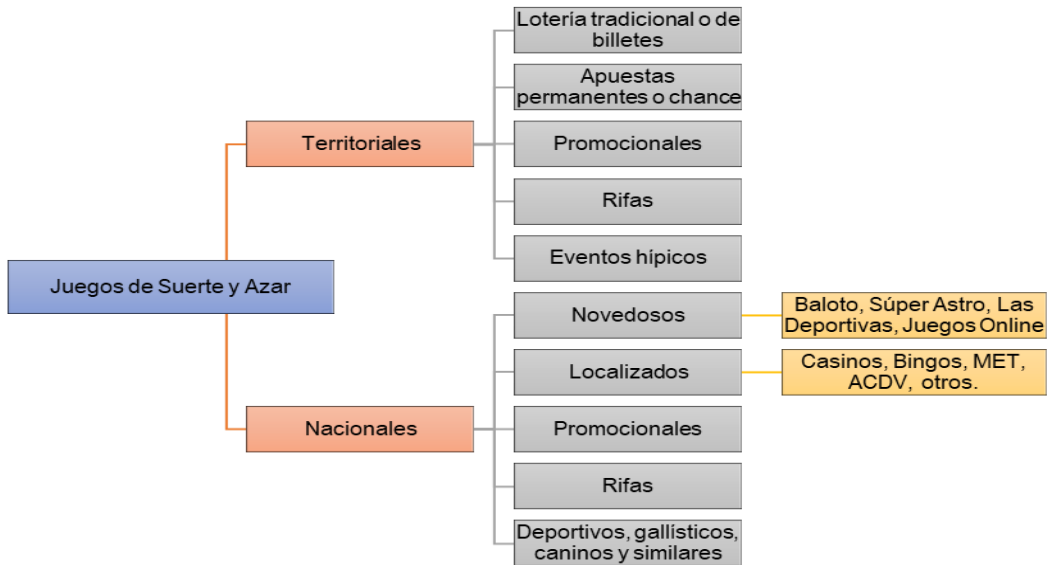 Lotería tradicional o de
billetes
Apuestas
permanentes o chance
Territoriales
Promocionales
Rifas
Eventos hípicos
Juegos de Suerte y Azar
Novedosos
Baloto, Súper Astro, Las
Deportivas, Juegos Online
Localizados
Casinos, Bingos, MET,
ACDV, otros.
Nacionales
Promocionales
Rifas
Deportivos, gallísticos,
caninos y similares